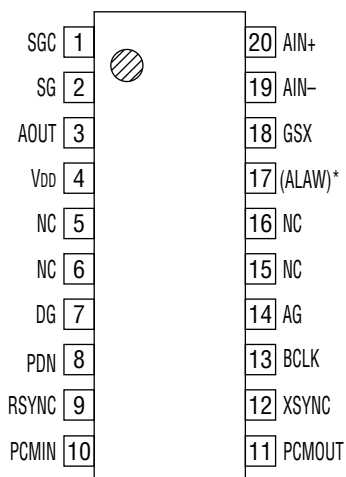 SGC 1 20 AIN+
SG 2 19 AIN–
AOUT 3 18 GSX
VDD 4 17 (ALAW)*
NC 5 16 NC
NC 6 15 NC
DG 7 14 AG
PDN 8 13 BCLK
RSYNC 9 12 XSYNC
PCMIN 10 11 PCMOUT